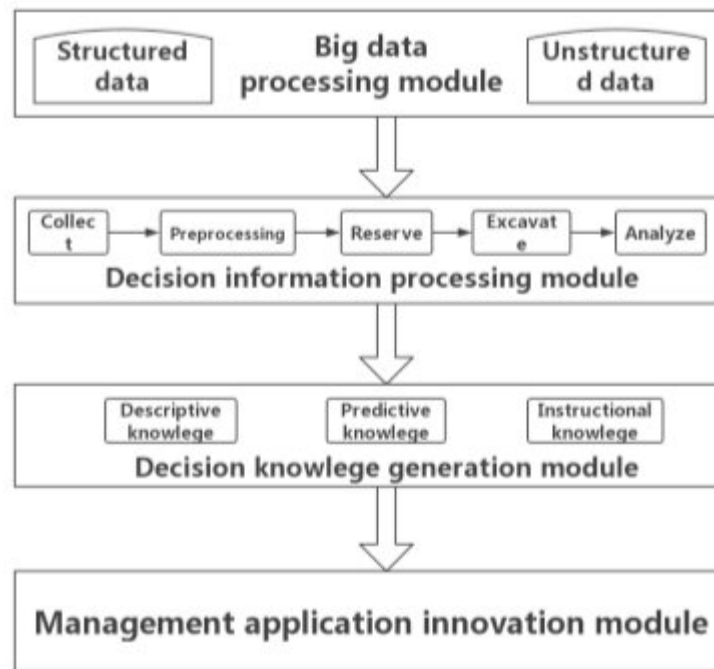 Structured
data
Big data
processing module
Unstructure
d data
Collec
t
Preprocessing
Reserve
Excavat
e
Analyze
Decision information processing module
Descriptive
knowlege
Predictive
knowlege
Instructional
knowlege
Decision knowlege generation module
Management application innovation module